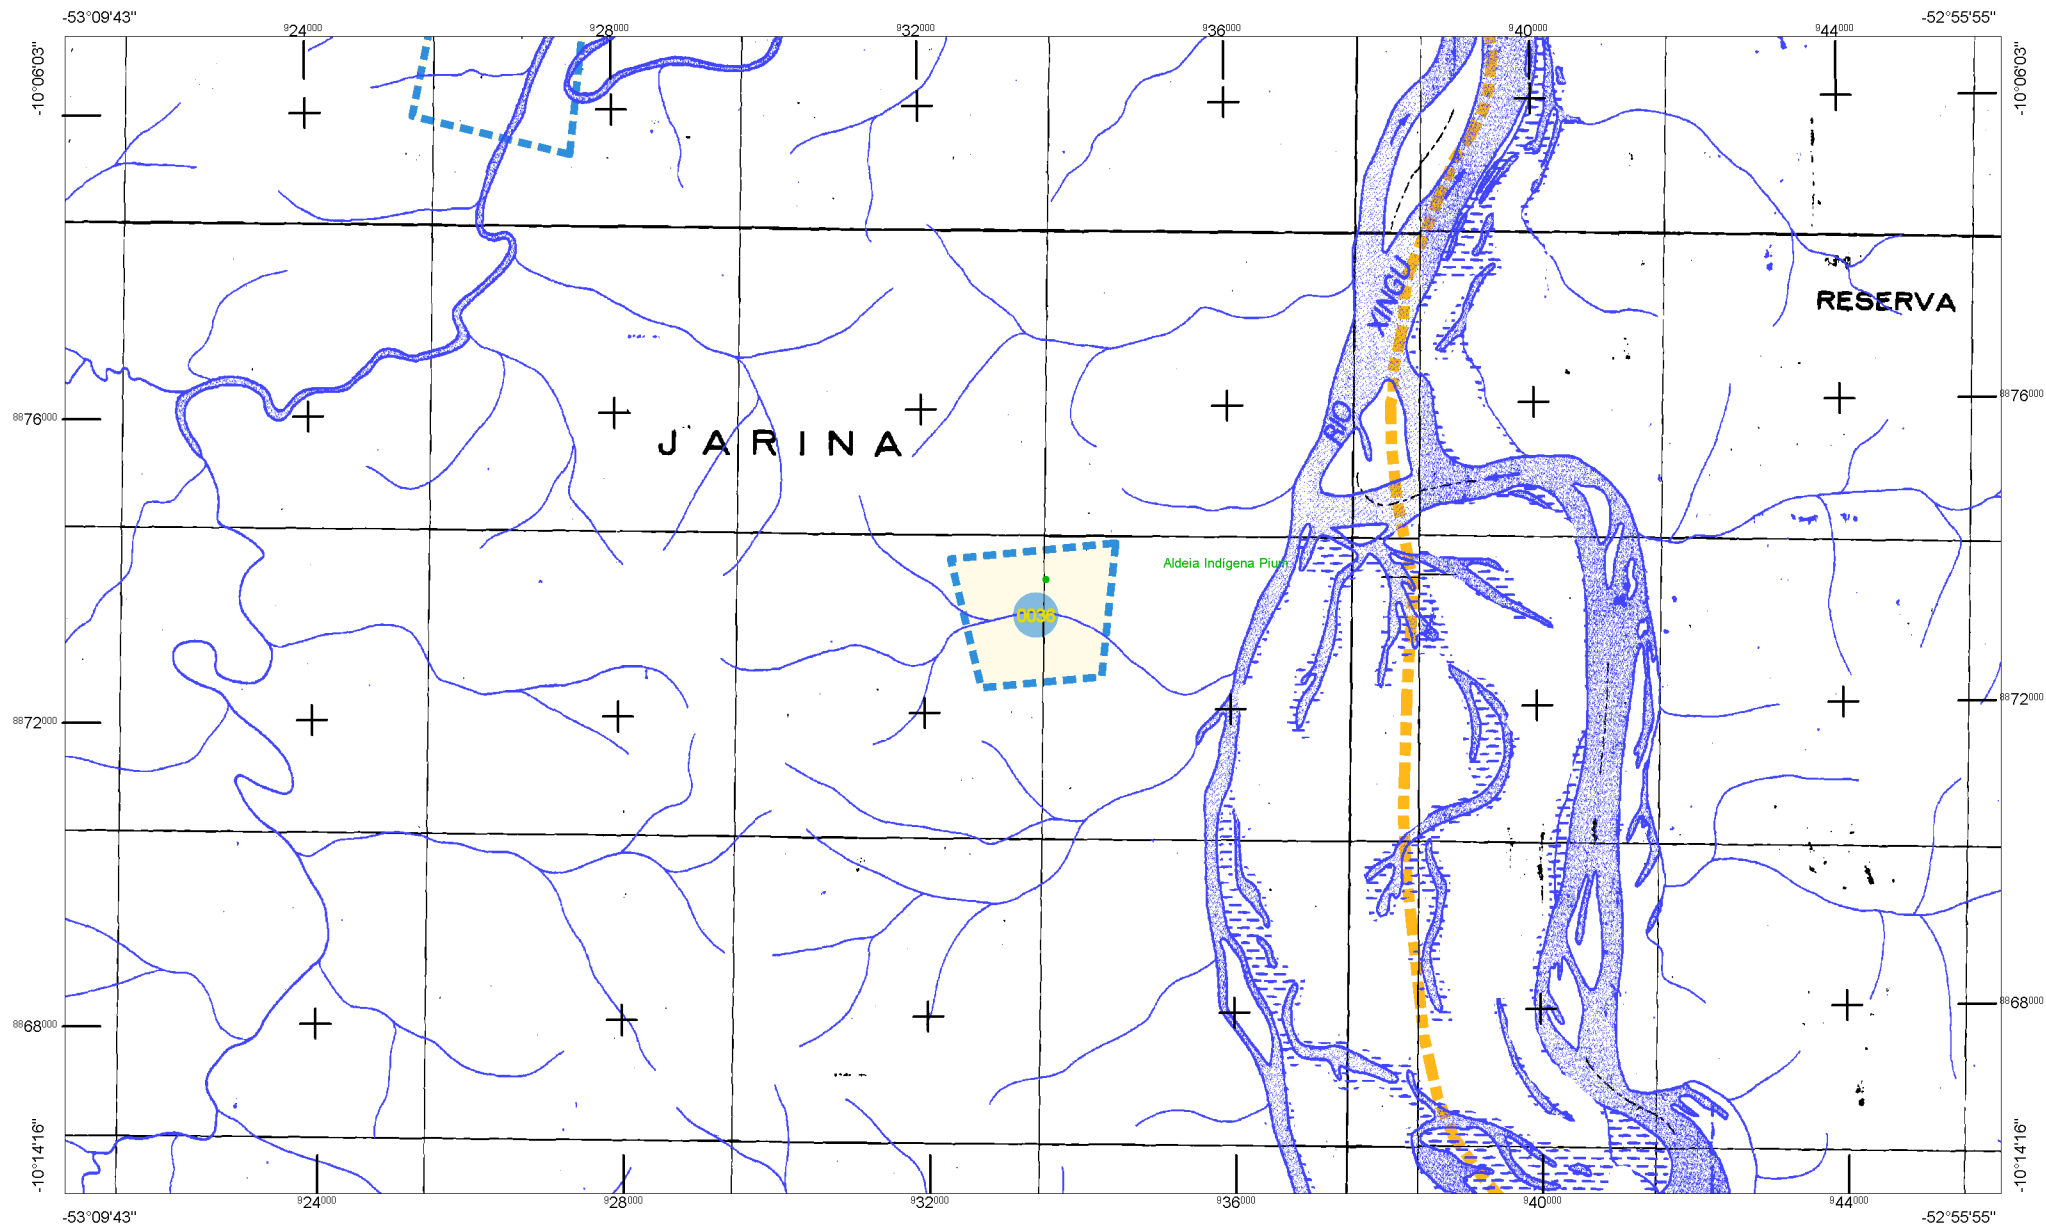 -53°09'43" -52°55'55"
924000 928000 932000 936000 940000 944000
-10°06'03" -10°06'03"
XINGU
RESERVA
RIO
8876000 8876000
JARINA
Aldeia Indígena Pium
0036
8872000 8872000
8868000 8868000
-10°14'16" -10°14'16"
924000 928000 932000 936000 940000 944000
-53°09'43" -52°55'55"